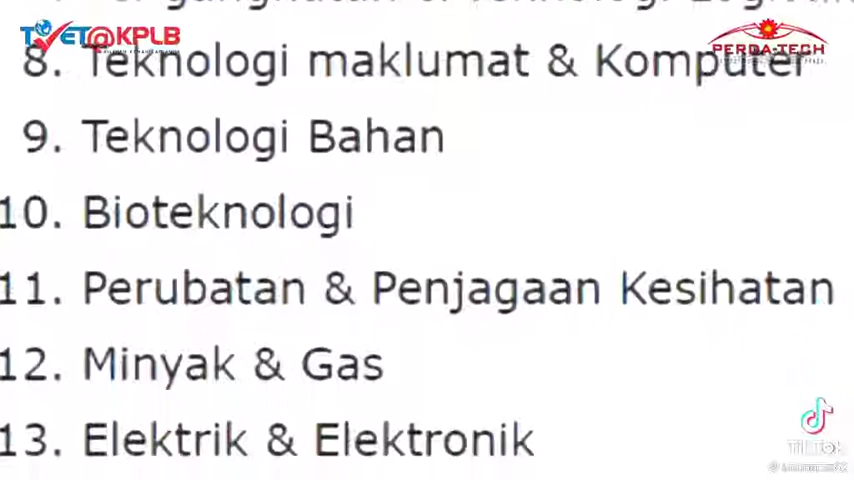 TVET@KPLB
PERDA-TECH
8. Teknologi maklumat & Komputer
9. Teknologi Bahan
10. Bioteknologi
11. Perubatan & Penjagaan Kesihatan
12. Minyak & Gas
13. Elektrik & Elektronik
TikTok